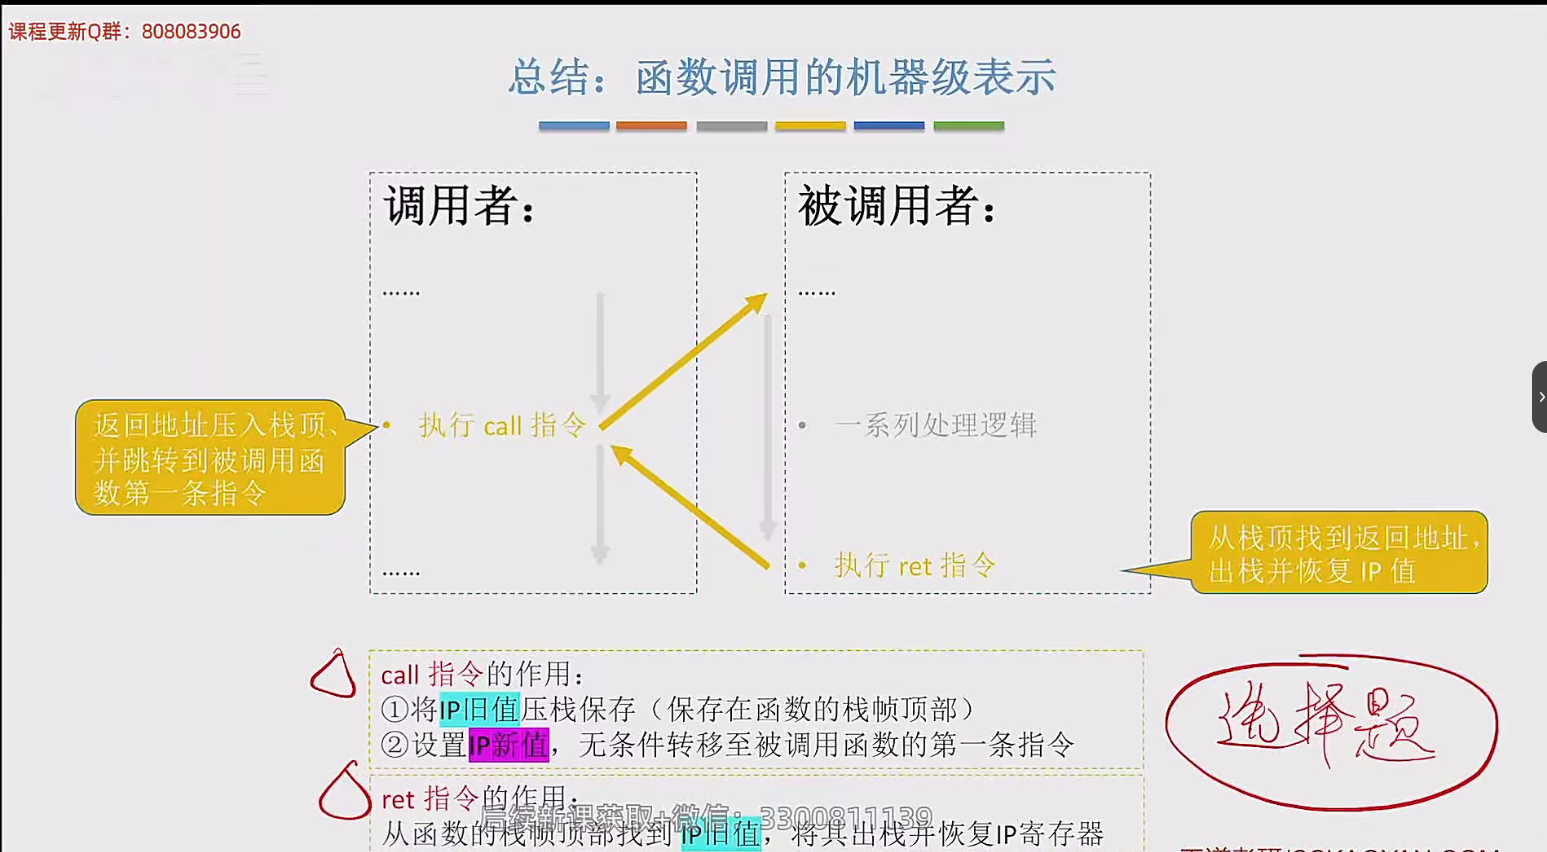 课程更新Q群：808083906
总结：函数调用的机器级表示
调用者：
……
• 执行 call 指令
……
返回地址压入栈顶、
并跳转到被调用函
数第一条指令
被调用者：
……
• 一系列处理逻辑
• 执行 ret 指令
从栈顶找到返回地址，
出栈并恢复 IP 值
call 指令的作用：
①将IP旧值压栈保存（保存在函数的栈帧顶部）
②设置IP新值，无条件转移至被调用函数的第一条指令
ret 指令的作用：
从函数的栈帧顶部找到 IP旧值，将其出栈并恢复IP寄存器
后续新课获取+微信：3300811139
选择题